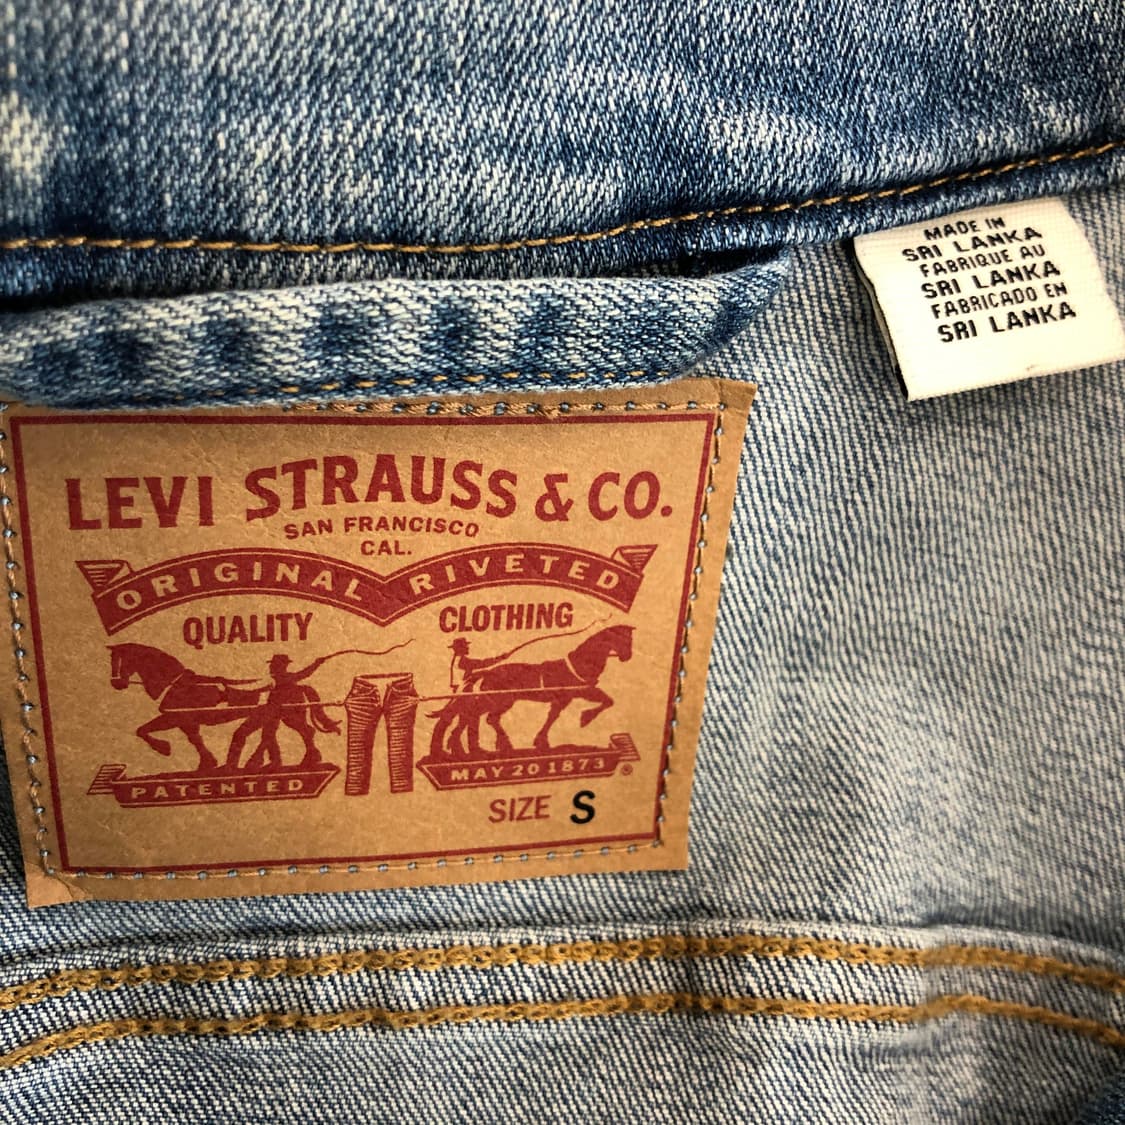 MADE IN
SRI LANKA
FABRIQUE AU
SRI LANKA
FABRICADO EN
SRI LANKA
LEVI STRAUSS & CO.
SAN FRANCISCO
CAL.
ORIGINAL RIVETED
QUALITY CLOTHING
PATENTED MAY 20 1873 ®
SIZE S